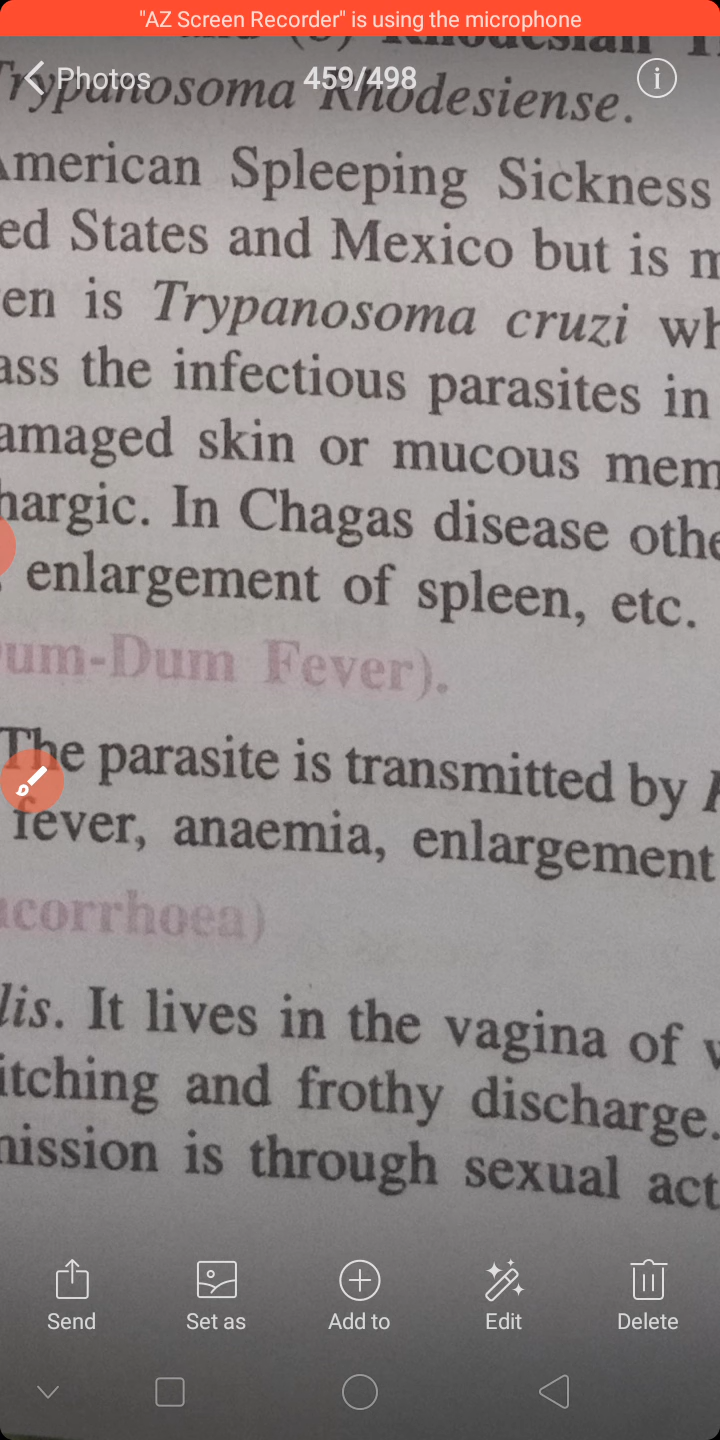 "AZ Screen Recorder" is using the microphone
Photos
459/498
Trypanosoma Rhodesiense.
American Spleeping Sickness
ed States and Mexico but is m
en is Trypanosoma cruzi wh
ass the infectious parasites in
amaged skin or mucous mem
hargic. In Chagas disease othe
enlargement of spleen, etc.
um-Dum Fever).
The parasite is transmitted by
fever, anaemia, enlargement
corrhoea)
lis. It lives in the vagina of
itching and frothy discharge.
mission is through sexual act
Send
Set as
Add to
Edit
Delete